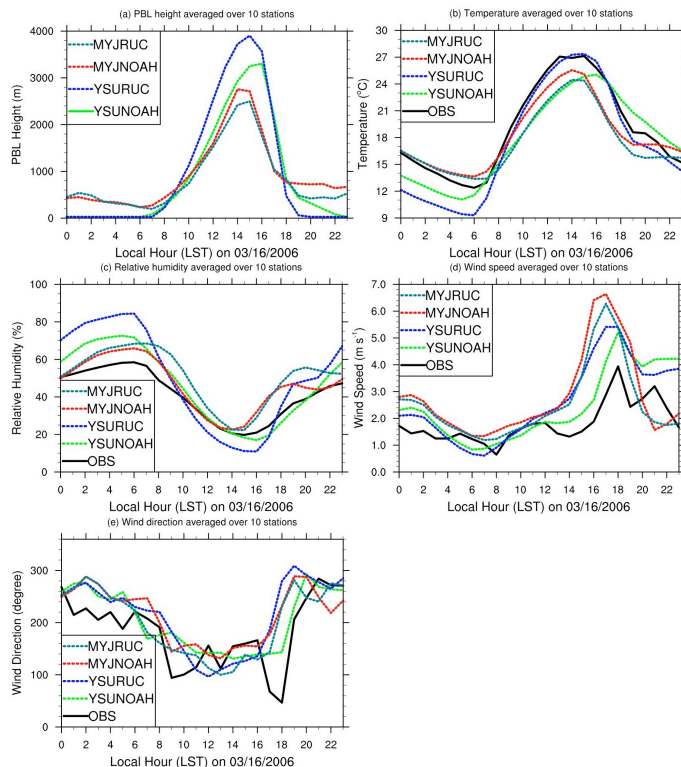 (a) PBL height averaged over 10 stations
PBL Height (m)
4000
3000
2000
1000
0
MYJRUC
MYJNOAH
YSURUC
YSUNOAH
0 2 4 6 8 10 12 14 16 18 20 22
Local Hour (LST) on 03/16/2006
(b) Temperature averaged over 10 stations
Temperature (°C)
30
27
24
21
18
15
12
9
MYJRUC
MYJNOAH
YSURUC
YSUNOAH
OBS
0 2 4 6 8 10 12 14 16 18 20 22
Local Hour (LST) on 03/16/2006
(c) Relative humidity averaged over 10 stations
Relative Humidity (%)
100
80
60
40
20
0
MYJRUC
MYJNOAH
YSURUC
YSUNOAH
OBS
0 2 4 6 8 10 12 14 16 18 20 22
Local Hour (LST) on 03/16/2006
(d) Wind speed averaged over 10 stations
Wind Speed (m s⁻¹)
7.0
6.0
5.0
4.0
3.0
2.0
1.0
0.0
MYJRUC
MYJNOAH
YSURUC
YSUNOAH
OBS
0 2 4 6 8 10 12 14 16 18 20 22
Local Hour (LST) on 03/16/2006
(e) Wind direction averaged over 10 stations
Wind Direction (degree)
300
200
100
0
MYJRUC
MYJNOAH
YSURUC
YSUNOAH
OBS
0 2 4 6 8 10 12 14 16 18 20 22
Local Hour (LST) on 03/16/2006